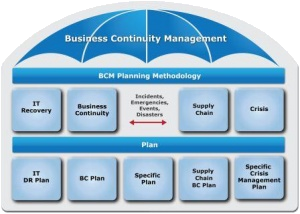 Business Continuity Management
BCM Planning Methodology
IT
Recovery
Business
Continuity
Incidents,
Emergencies,
Events,
Disasters
Supply
Chain
Crisis
Plan
IT
DR Plan
BC Plan
Specific
Plan
Supply
Chain
BC Plan
Specific
Crisis
Management
Plan